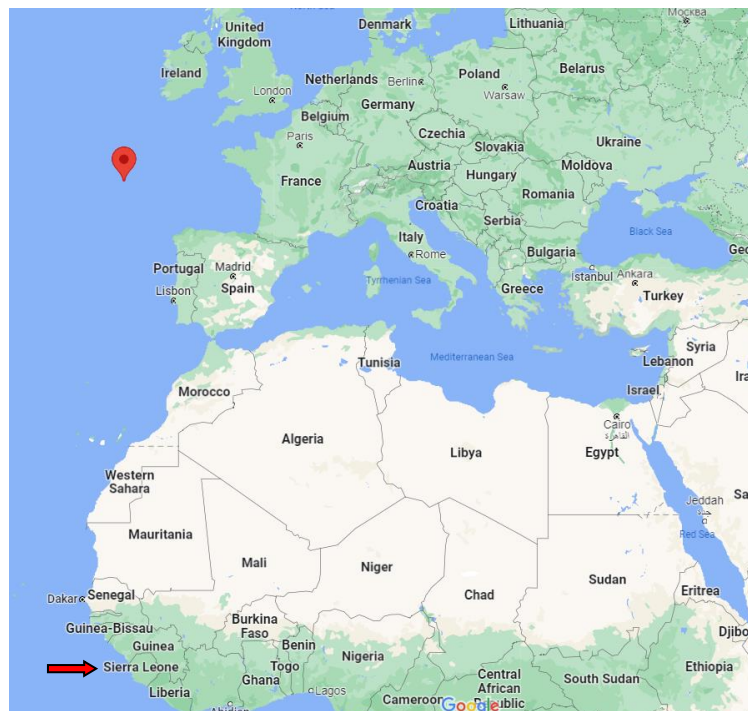 Москва
Denmark
Lithuania
United
Kingdom
Ireland
Netherlands
Berlin
Poland
Belarus
London
Warsaw
Germany
Belgium
Paris
Czechia
Ukraine
Slovakia
Austria
Moldova
France
Hungary
Romania
Croatia
Serbia
Italy
Black Sea
Bulgaria
Geo
Portugal
Madrid
Rome
Istanbul
Ankara
Lisbon
Spain
Tyrrhenian Sea
Greece
Turkey
Tunisia
Mediterranean Sea
Syria
Lebanon
Ira
Morocco
Israel
Cairo
القاهرة
Algeria
Libya
Egypt
Western
Sahara
Jeddah
Sa
Mauritania
Red Sea
Mali
Niger
Chad
Sudan
Dakar
Senegal
Eritrea
Guinea-Bissau
Burkina
Faso
Djibo
Guinea
Benin
Nigeria
Sierra Leone
Togo
Ghana
Central
African
Republic
South Sudan
Ethiopia
Liberia
Lagos
Cameroon
Google